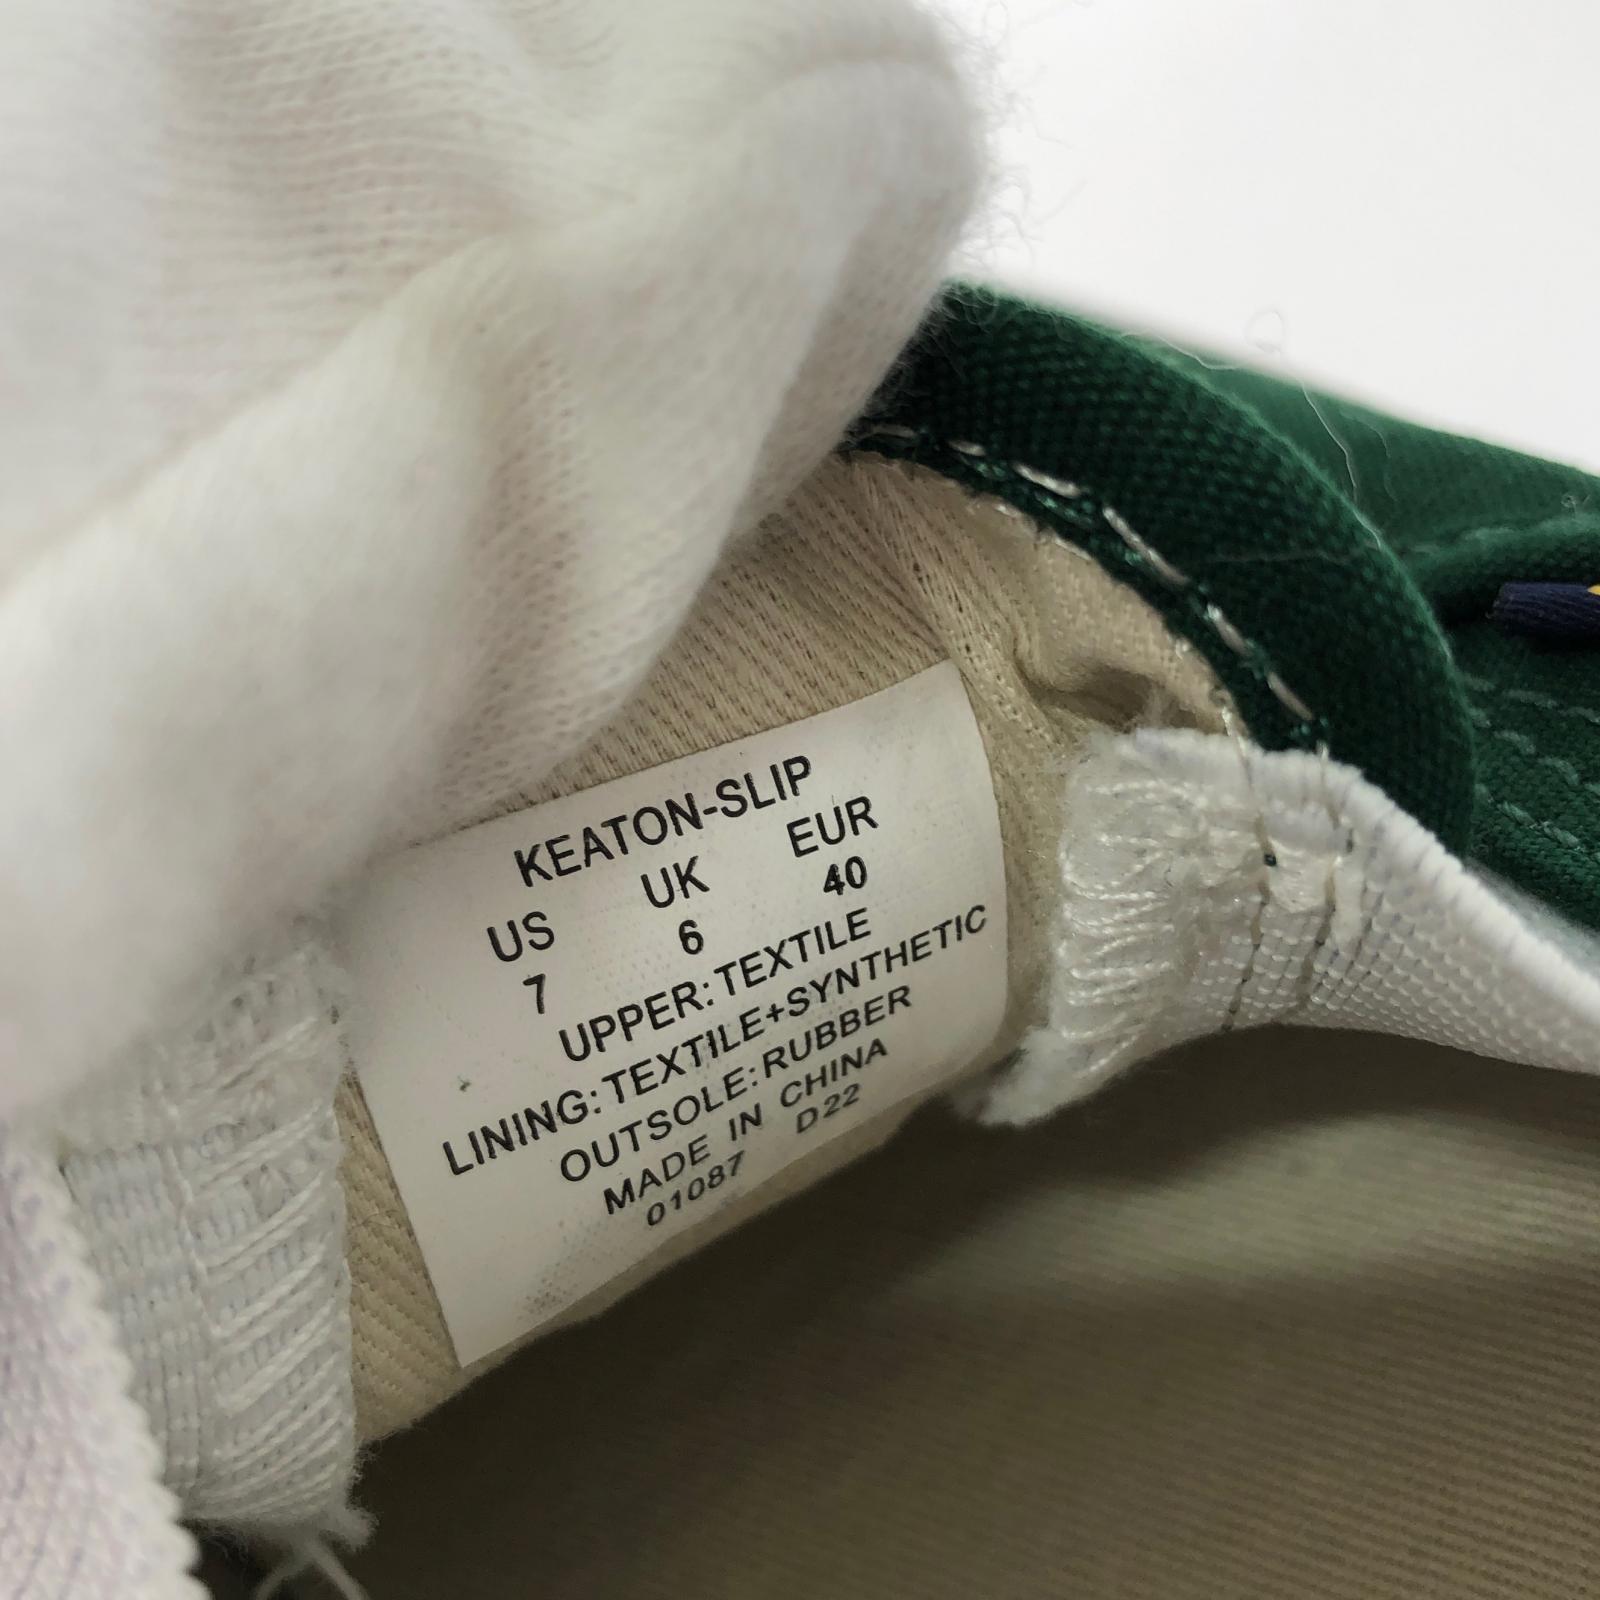 KEATON-SLIP
US UK EUR
7 6 40
UPPER: TEXTILE
LINING: TEXTILE+SYNTHETIC
OUTSOLE: RUBBER
MADE IN CHINA
01087 D22